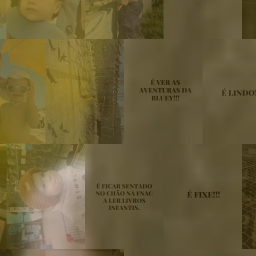 É VER AS
AVENTURAS DA
BLUEY!!!
É LINDO
É FICAR SENTADO
NO CHÃO NA FNAC
A LER LIVROS
INFANTIS.
É FIXE!!!